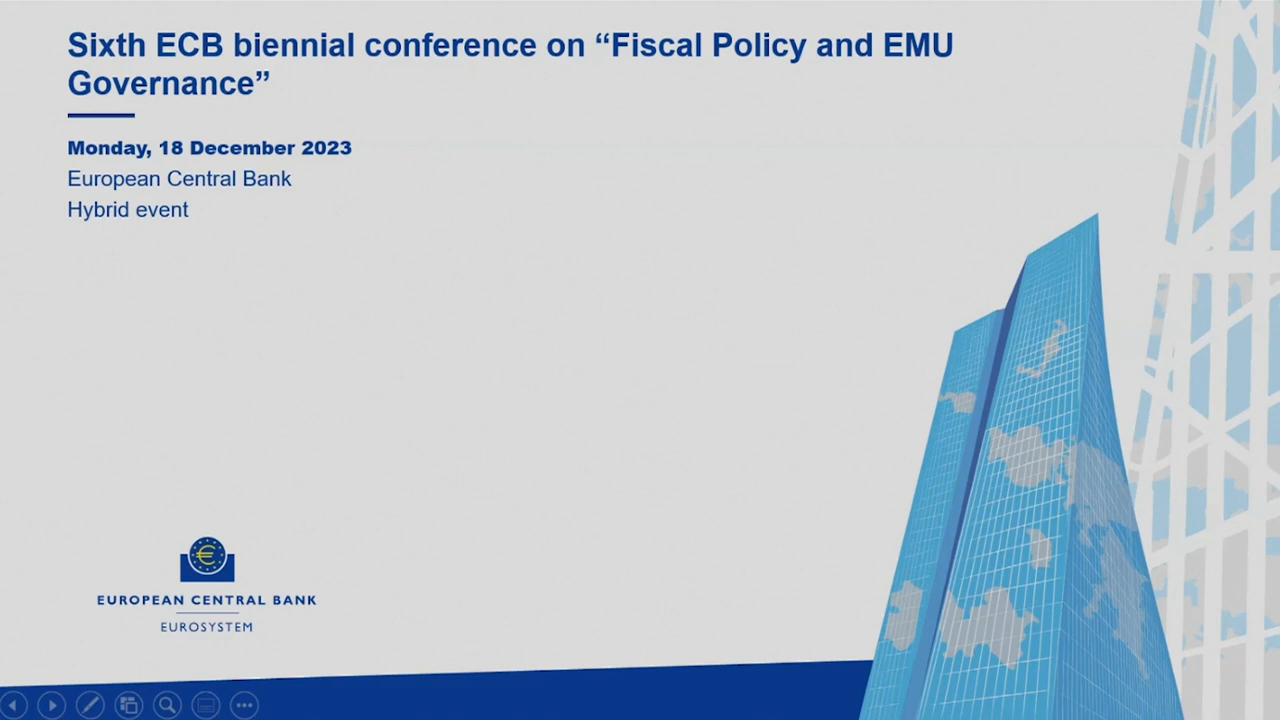 Sixth ECB biennial conference on “Fiscal Policy and EMU
Governance”
Monday, 18 December 2023
European Central Bank
Hybrid event
€
EUROPEAN CENTRAL BANK
EUROSYSTEM